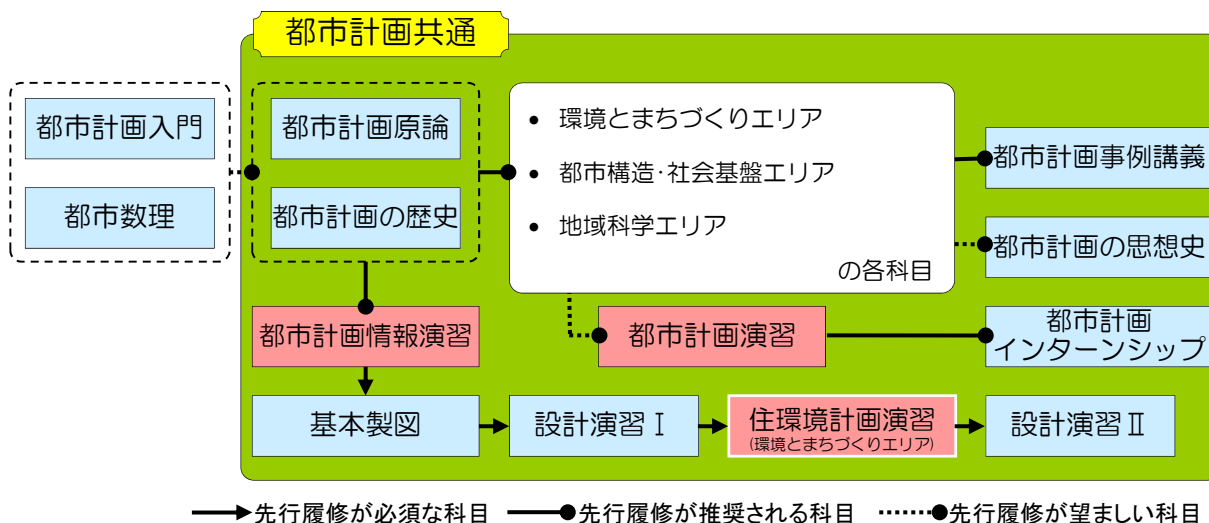 都市計画共通
都市計画入門
都市数理
都市計画原論
都市計画の歴史
• 環境とまちづくりエリア
• 都市構造・社会基盤エリア
• 地域科学エリア
の各科目
都市計画事例講義
都市計画の思想史
都市計画情報演習
都市計画演習
都市計画
インターンシップ
基本製図
設計演習Ⅰ
住環境計画演習
(環境とまちづくりエリア)
設計演習Ⅱ
先行履修が必須な科目 先行履修が推奨される科目 先行履修が望ましい科目